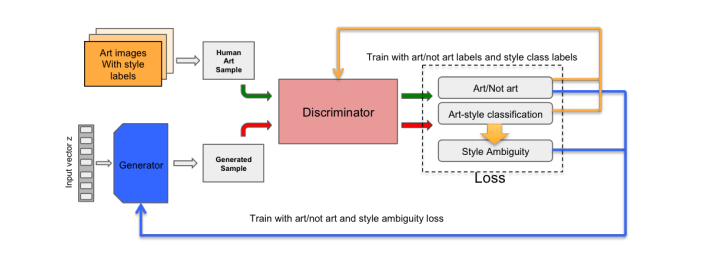 Art images
With style
labels
Human
Art
Sample
Train with art/not art labels and style class labels
Discriminator
Art/Not art
Art-style classification
Style Ambiguity
Loss
Input vector z
Generator
Generated
Sample
Train with art/not art and style ambiguity loss